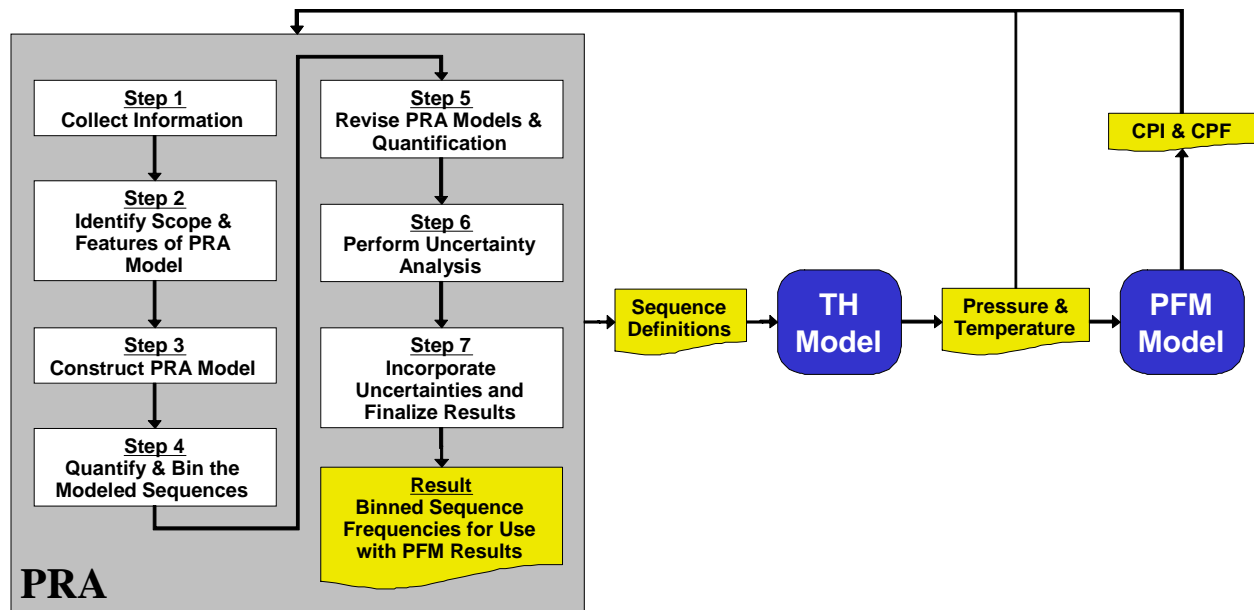 Step 1
Collect Information
Step 2
Identify Scope &
Features of PRA
Model
Step 3
Construct PRA Model
Step 4
Quantify & Bin the
Modeled Sequences
Step 5
Revise PRA Models &
Quantification
Step 6
Perform Uncertainty
Analysis
Step 7
Incorporate
Uncertainties and
Finalize Results
Result
Binned Sequence
Frequencies for Use
with PFM Results
PRA
Sequence
Definitions
TH
Model
Pressure &
Temperature
PFM
Model
CPI & CPF